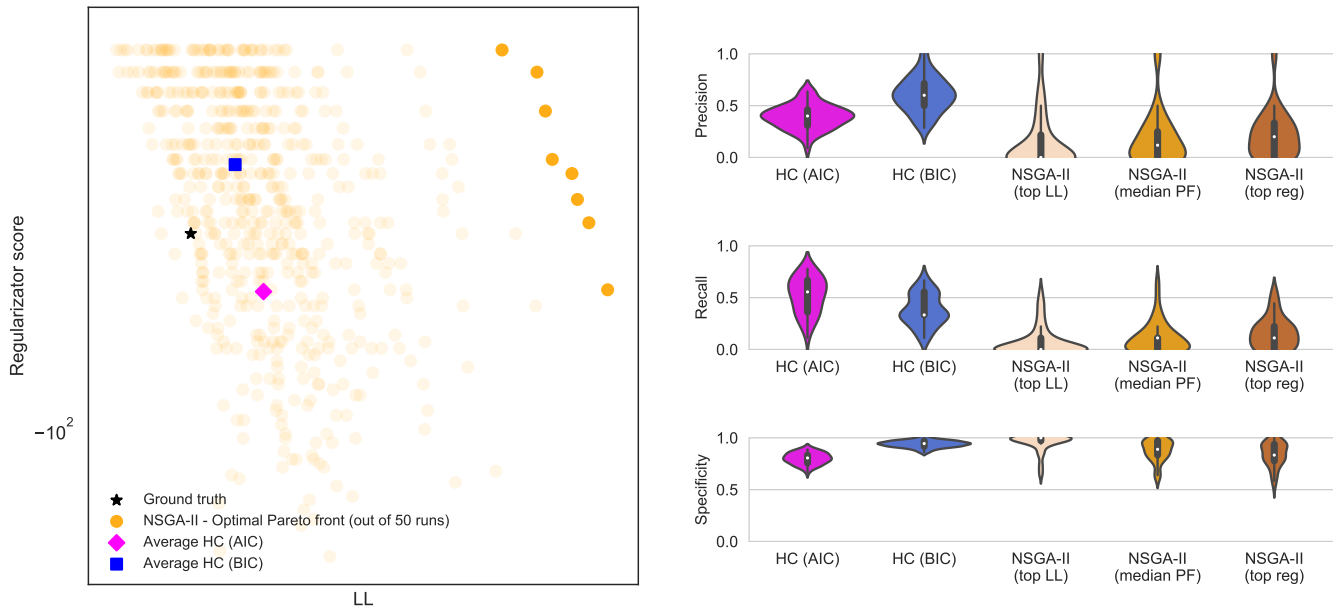 Regularizator score
−10²
Ground truth
NSGA-II - Optimal Pareto front (out of 50 runs)
Average HC (AIC)
Average HC (BIC)
LL
Precision
1.0
0.5
0.0
HC (AIC)
HC (BIC)
NSGA-II
(top LL)
NSGA-II
(median PF)
NSGA-II
(top reg)
Recall
1.0
0.5
0.0
HC (AIC)
HC (BIC)
NSGA-II
(top LL)
NSGA-II
(median PF)
NSGA-II
(top reg)
Specificity
1.0
0.5
0.0
HC (AIC)
HC (BIC)
NSGA-II
(top LL)
NSGA-II
(median PF)
NSGA-II
(top reg)